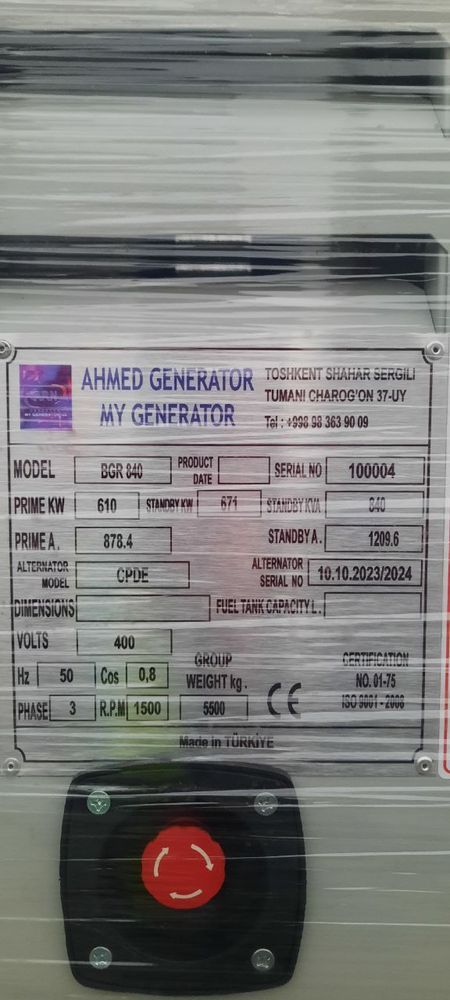 AHMED GENERATOR
MY GENERATOR
TOSHKENT SHAHAR SERGILI
TUMANI CHAROG'ON 37-UY
Tel : +998 98 363 90 09
MODEL BGR 840 PRODUCT DATE SERIAL NO 100004
PRIME KW 610 STANDBY KW 671 STANDBY KVA 840
PRIME A . 878.4 STANDBY A . 1209.6
ALTERNATOR MODEL CPDE ALTERNATOR SERIAL NO 10.10.2023/2024
DIMENSIONS FUEL TANK CAPACITY L .
VOLTS 400
Hz 50 Cos 0,8 GROUP WEIGHT kg . 5500
PHASE 3 R.P.M 1500
CE
CERTIFICATION
NO. 01-75
ISO 9001 - 2008
Made in TÜRKİYE